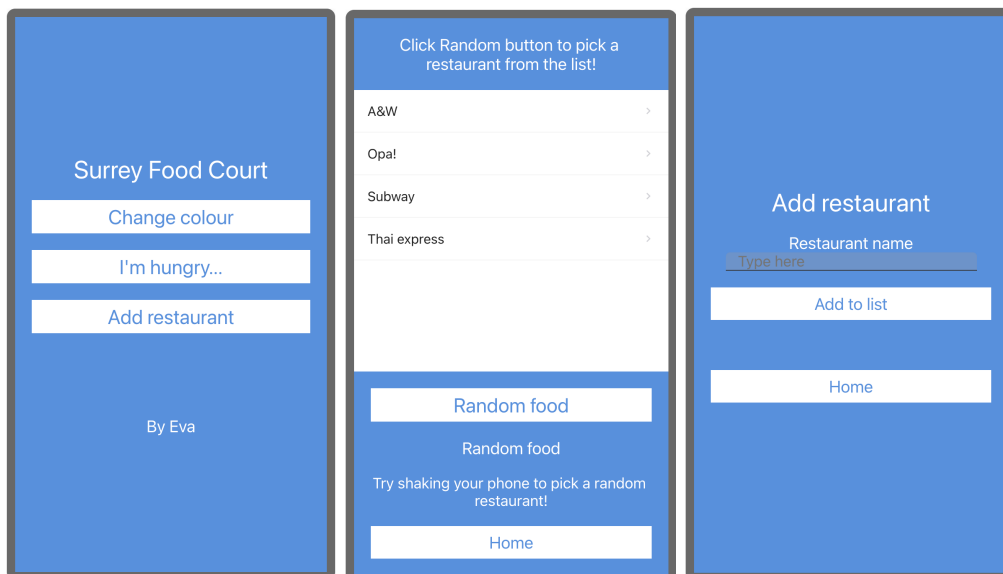 Surrey Food Court
Change colour
I'm hungry...
Add restaurant
By Eva
Click Random button to pick a
restaurant from the list!
A&W
Opa!
Subway
Thai express
Random food
Random food
Try shaking your phone to pick a random
restaurant!
Home
Add restaurant
Restaurant name
Type here
Add to list
Home